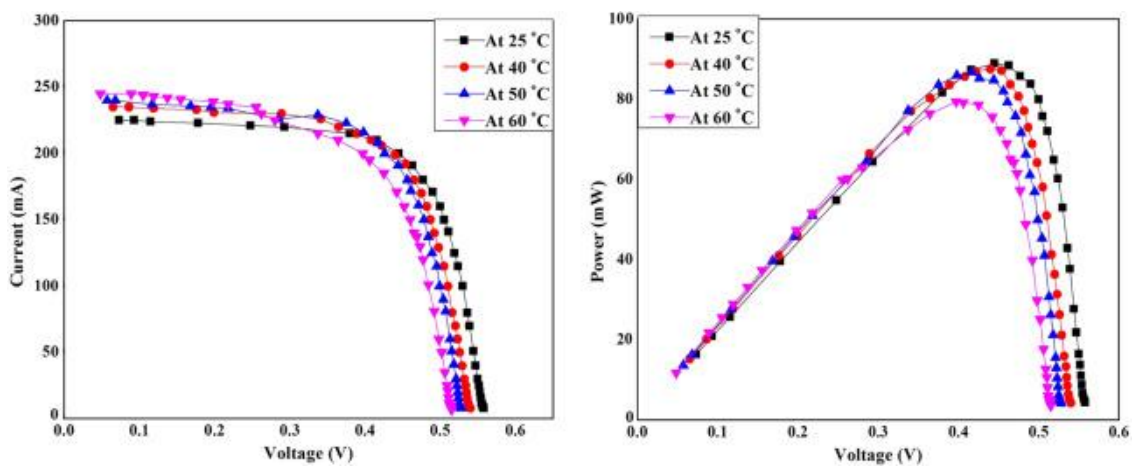 300
250
200
150
100
50
0
0.0 0.1 0.2 0.3 0.4 0.5 0.6
Current (mA)
Voltage (V)
At 25 °C
At 40 °C
At 50 °C
At 60 °C
100
80
60
40
20
0
0.0 0.1 0.2 0.3 0.4 0.5 0.6
Power (mW)
Voltage (V)
At 25 °C
At 40 °C
At 50 °C
At 60 °C